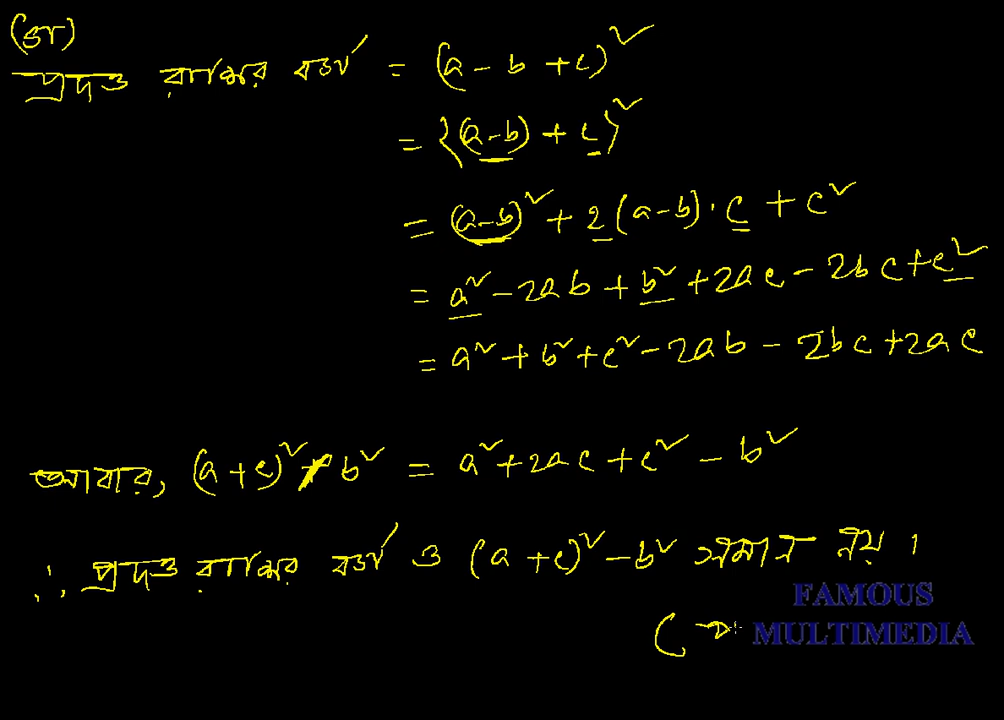 (ঙ)
প্রদত্ত রাশির বর্গ = (a - b + c)²
= {(a-b) + c}²
= (a-b)² + 2(a-b)·c + c²
= a² - 2ab + b² + 2ac - 2bc + c²
= a² + b² + c² - 2ab - 2bc + 2ac
আবার, (a+c)² - b² = a² + 2ac + c² - b²
∴ প্রদত্ত রাশির বর্গ ও (a+c)² - b² সমান নয়।
(
FAMOUS
MULTIMEDIA